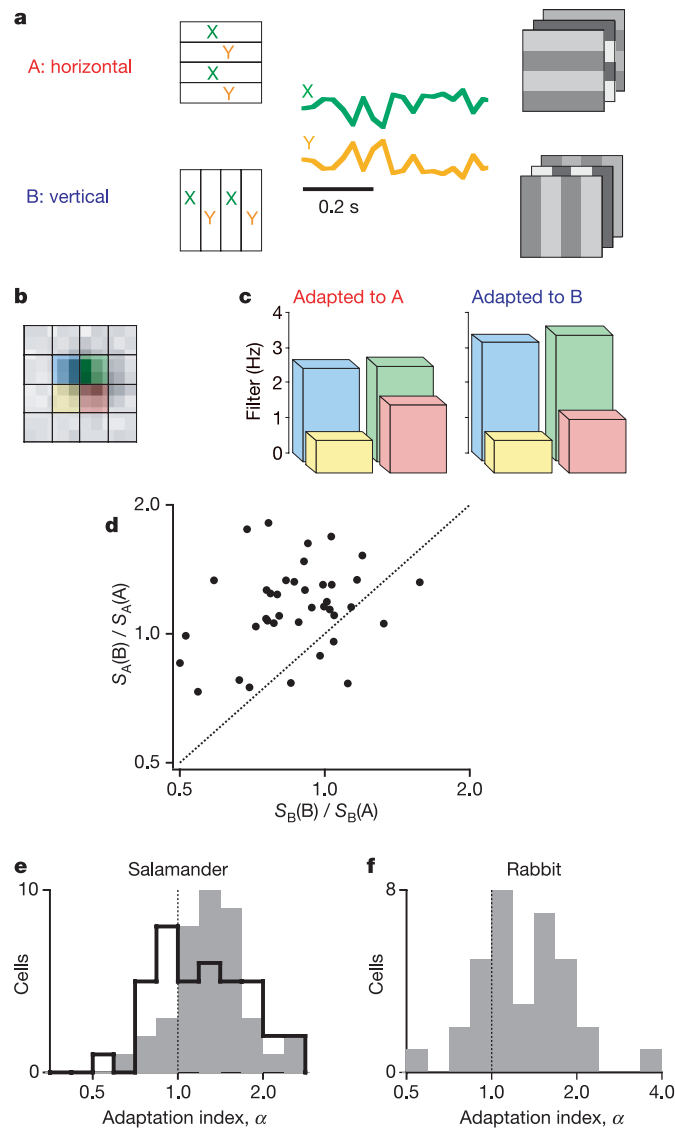 a
A: horizontal
X
Y
X
Y
X
Y
0.2 s
B: vertical
X
Y
X
Y
b
c
Adapted to A
Adapted to B
Filter (Hz)
4
3
2
1
0
d
2.0
1.0
0.5
S_A(B) / S_A(A)
0.5
1.0
2.0
S_B(B) / S_B(A)
e
Salamander
10
0
Cells
0.5
1.0
2.0
Adaptation index, α
f
Rabbit
8
0
Cells
0.5
1.0
2.0
4.0
Adaptation index, α